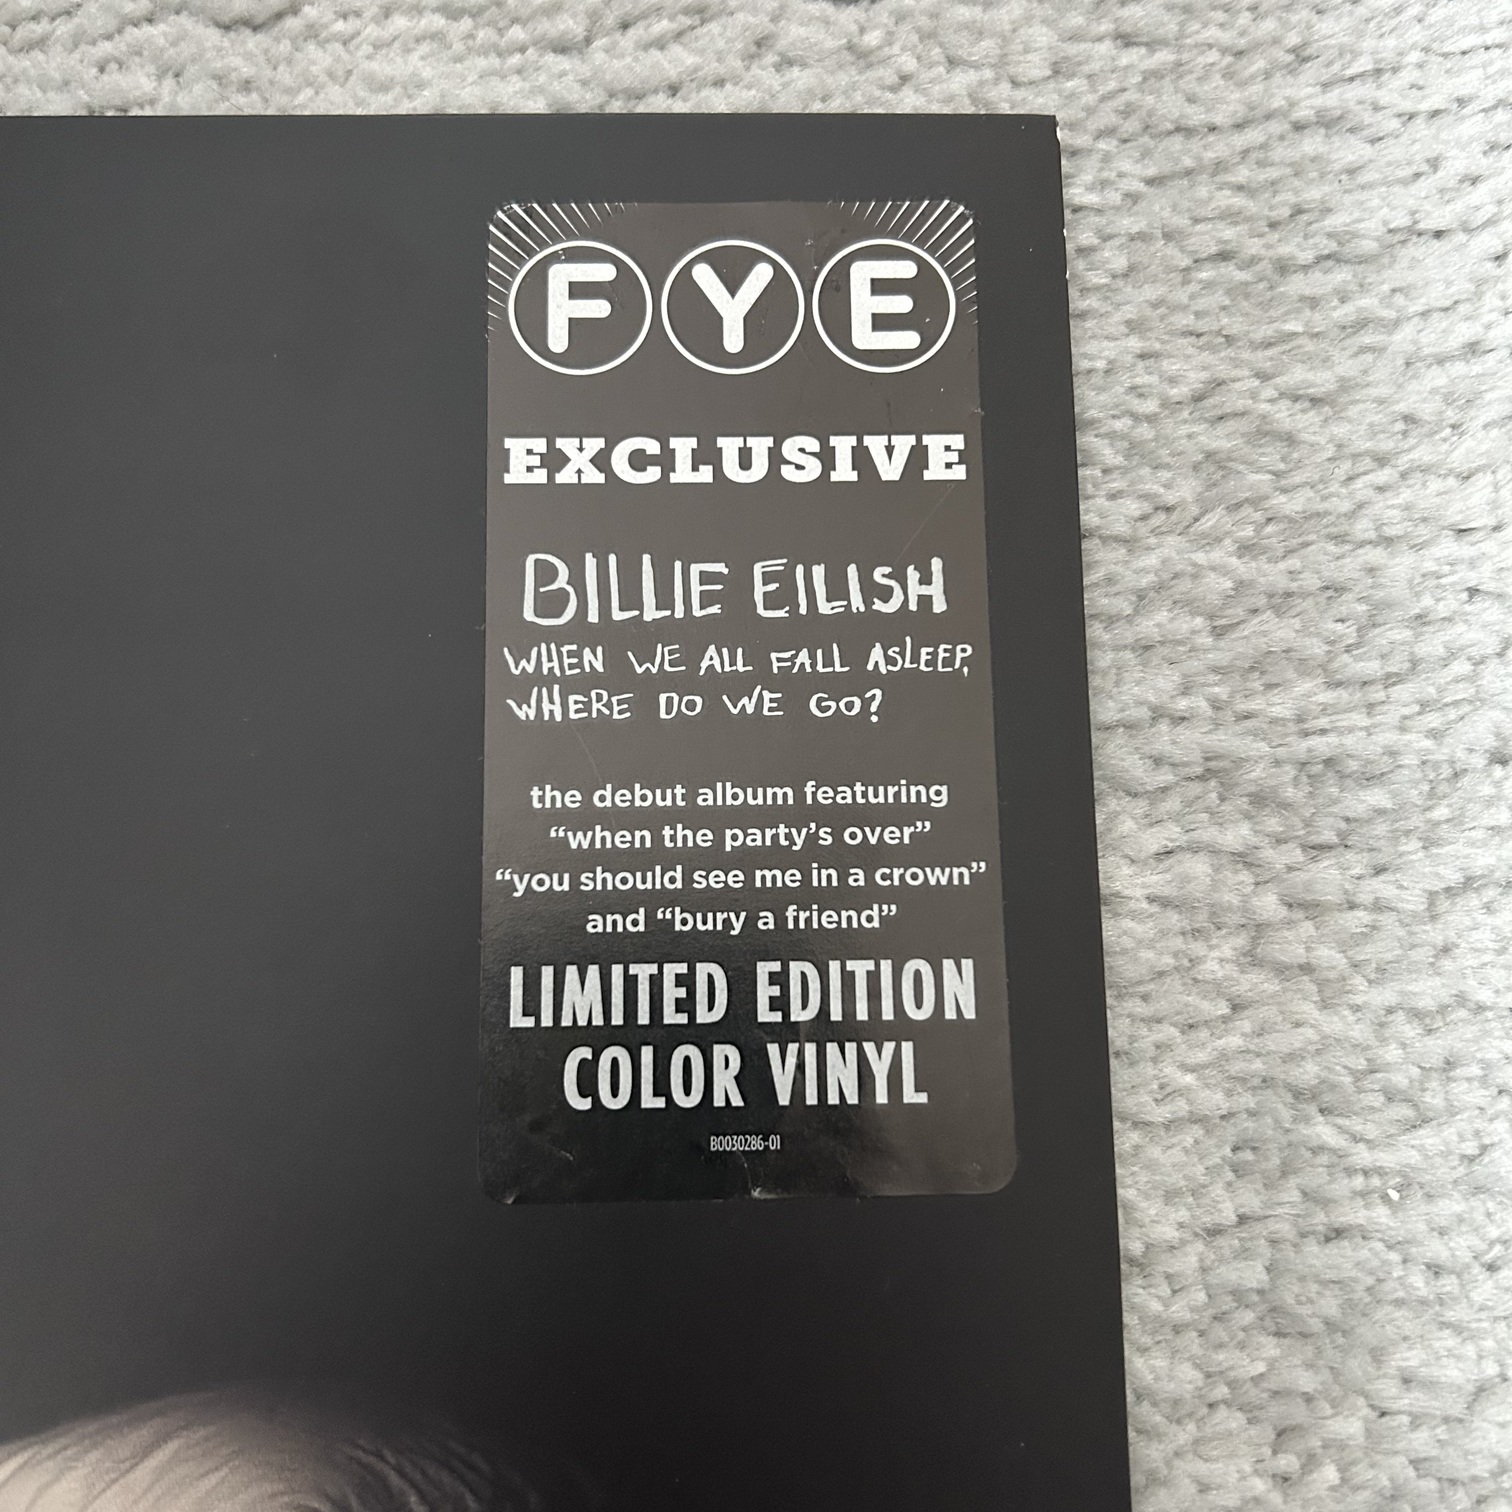 FYE
EXCLUSIVE
BILLIE EILISH
WHEN WE ALL FALL ASLEEP,
WHERE DO WE GO?
the debut album featuring
“when the party’s over”
“you should see me in a crown”
and “bury a friend”
LIMITED EDITION
COLOR VINYL
B0030286-01